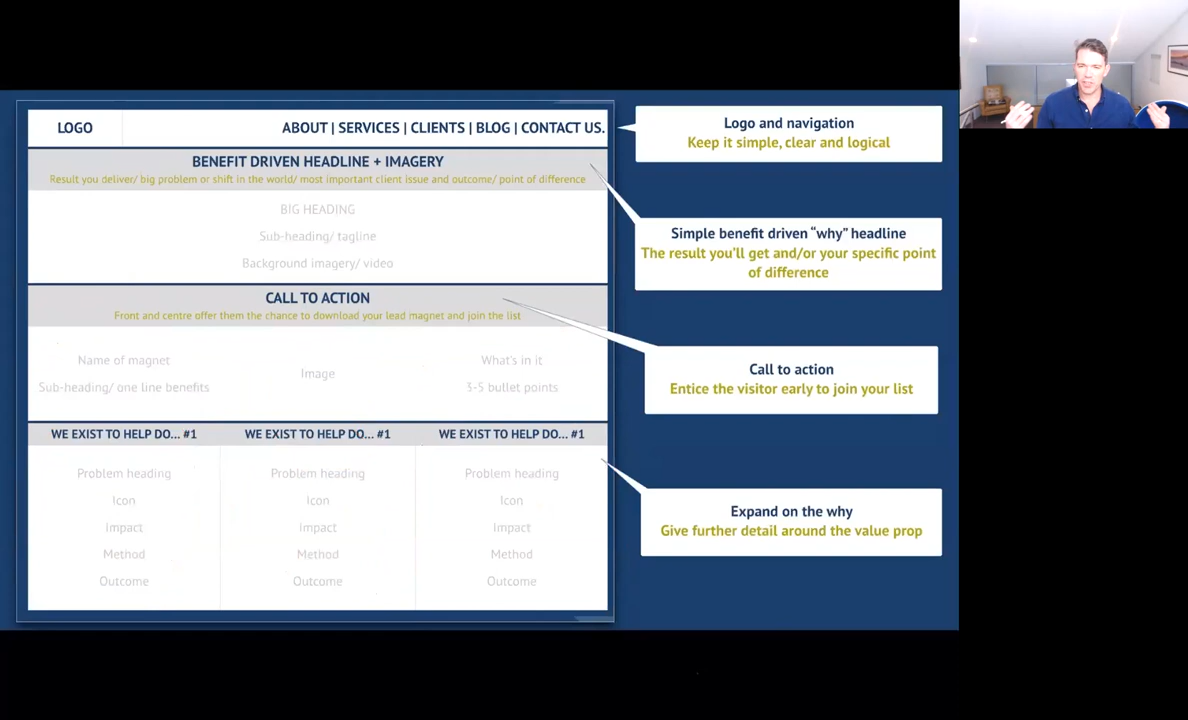 LOGO
ABOUT | SERVICES | CLIENTS | BLOG | CONTACT US.
BENEFIT DRIVEN HEADLINE + IMAGERY
Result you deliver/ big problem or shift in the world/ most important client issue and outcome/ point of difference
BIG HEADING
Sub-heading/ tagline
Background imagery/ video
CALL TO ACTION
Front and centre offer them the chance to download your lead magnet and join the list
Name of magnet
Sub-heading/ one line benefits
Image
What's in it
3-5 bullet points
WE EXIST TO HELP DO... #1
Problem heading
Icon
Impact
Method
Outcome
WE EXIST TO HELP DO... #1
Problem heading
Icon
Impact
Method
Outcome
WE EXIST TO HELP DO... #1
Problem heading
Icon
Impact
Method
Outcome
Logo and navigation
Keep it simple, clear and logical
Simple benefit driven “why” headline
The result you'll get and/or your specific point
of difference
Call to action
Entice the visitor early to join your list
Expand on the why
Give further detail around the value prop